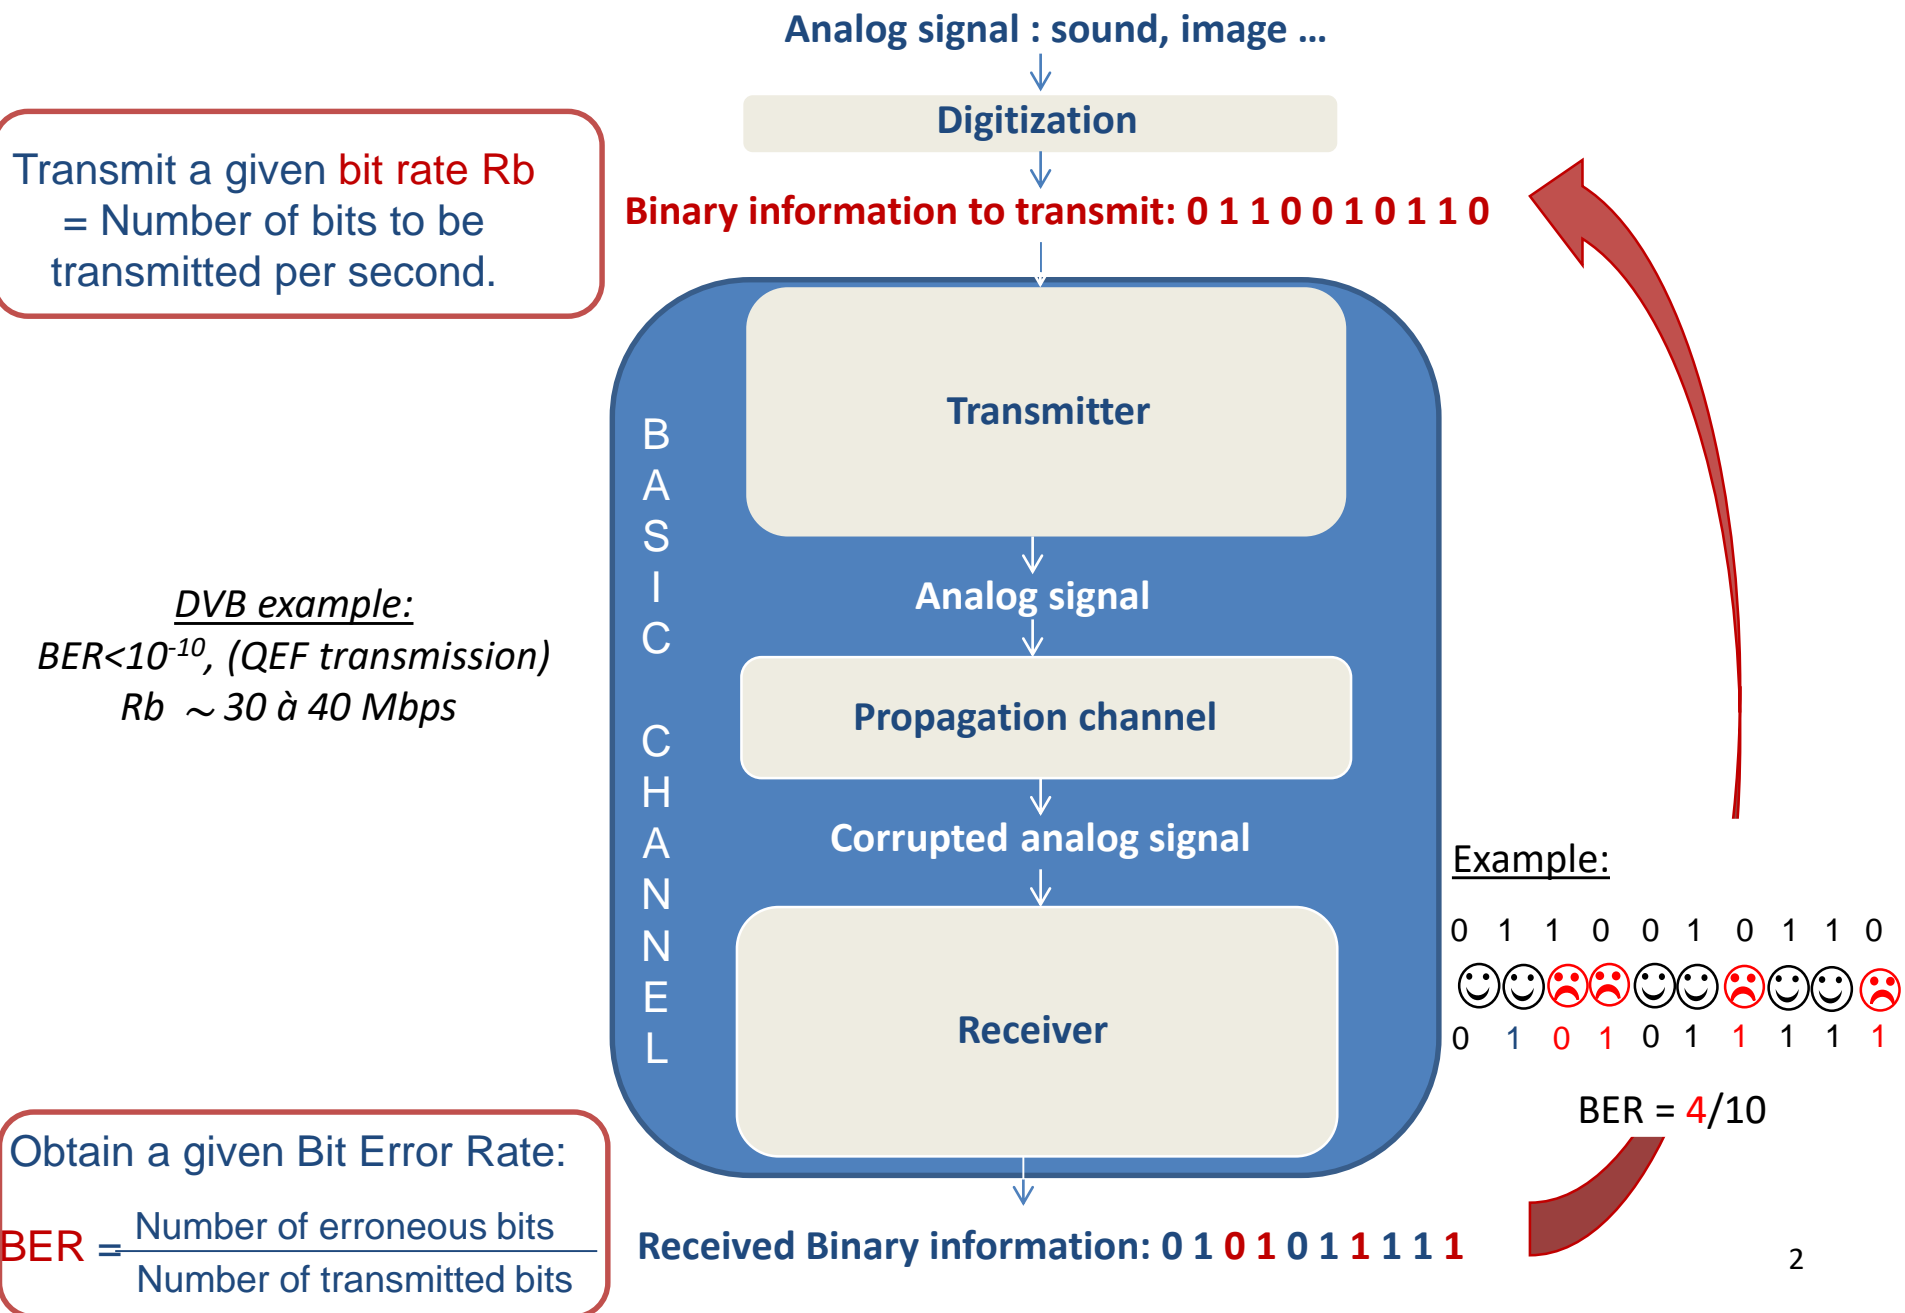 Analog signal : sound, image ...
Digitization
Transmit a given bit rate Rb
= Number of bits to be
transmitted per second.
Binary information to transmit: 0 1 1 0 0 1 0 1 1 0
BASIC CHANNEL
Transmitter
Analog signal
DVB example:
BER<10-10, (QEF transmission)
Rb ~ 30 à 40 Mbps
Propagation channel
Corrupted analog signal
Receiver
Example:
0 1 1 0 0 1 0 1 1 0
0 1 0 1 0 1 1 1 1 1
BER = 4/10
Obtain a given Bit Error Rate:
BER = Number of erroneous bits
Number of transmitted bits
Received Binary information: 0 1 0 1 0 1 1 1 1 1
2